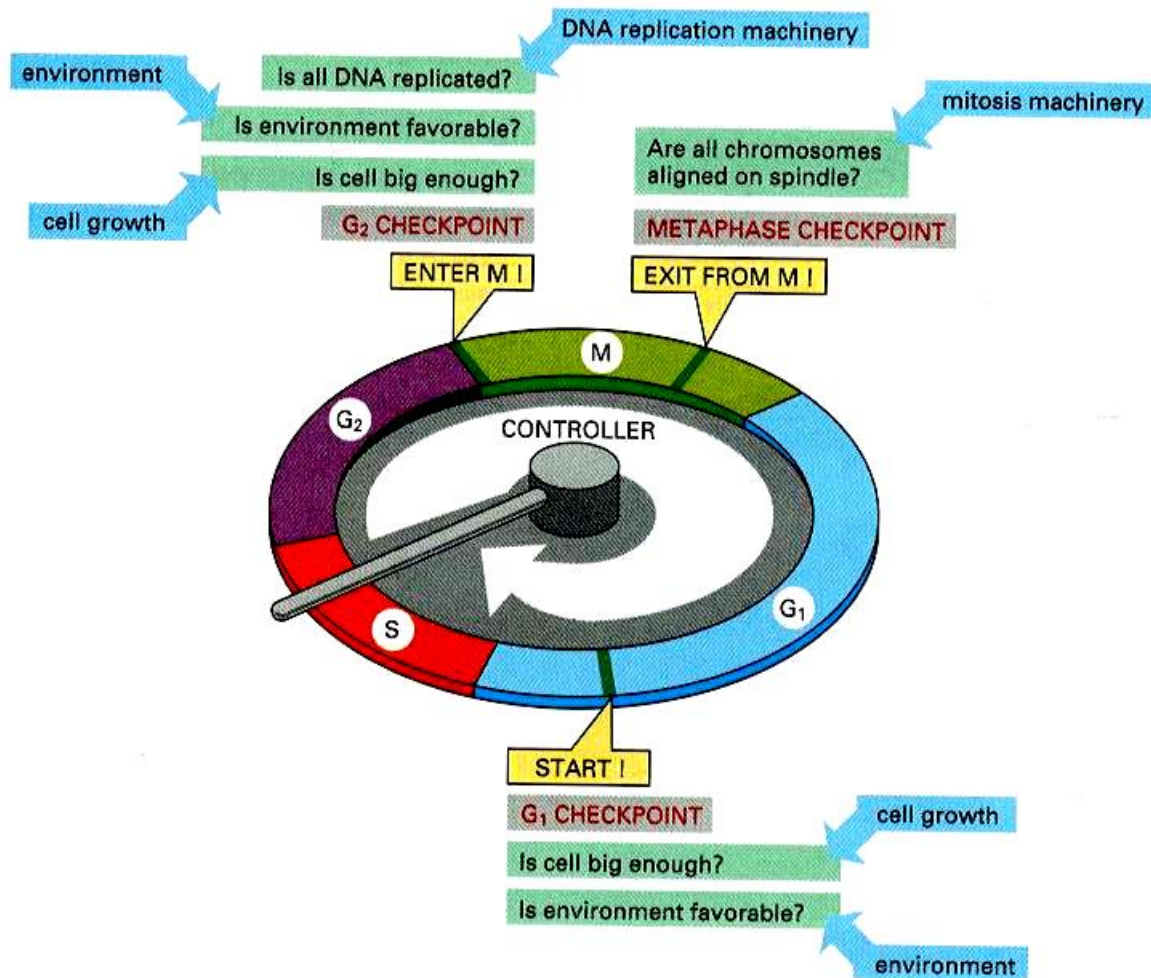 DNA replication machinery
environment
Is all DNA replicated?
mitosis machinery
Is environment favorable?
Are all chromosomes
aligned on spindle?
Is cell big enough?
cell growth
G₂ CHECKPOINT
METAPHASE CHECKPOINT
ENTER M !
EXIT FROM M !
M
G₂
CONTROLLER
G₁
S
START !
G₁ CHECKPOINT
cell growth
Is cell big enough?
Is environment favorable?
environment